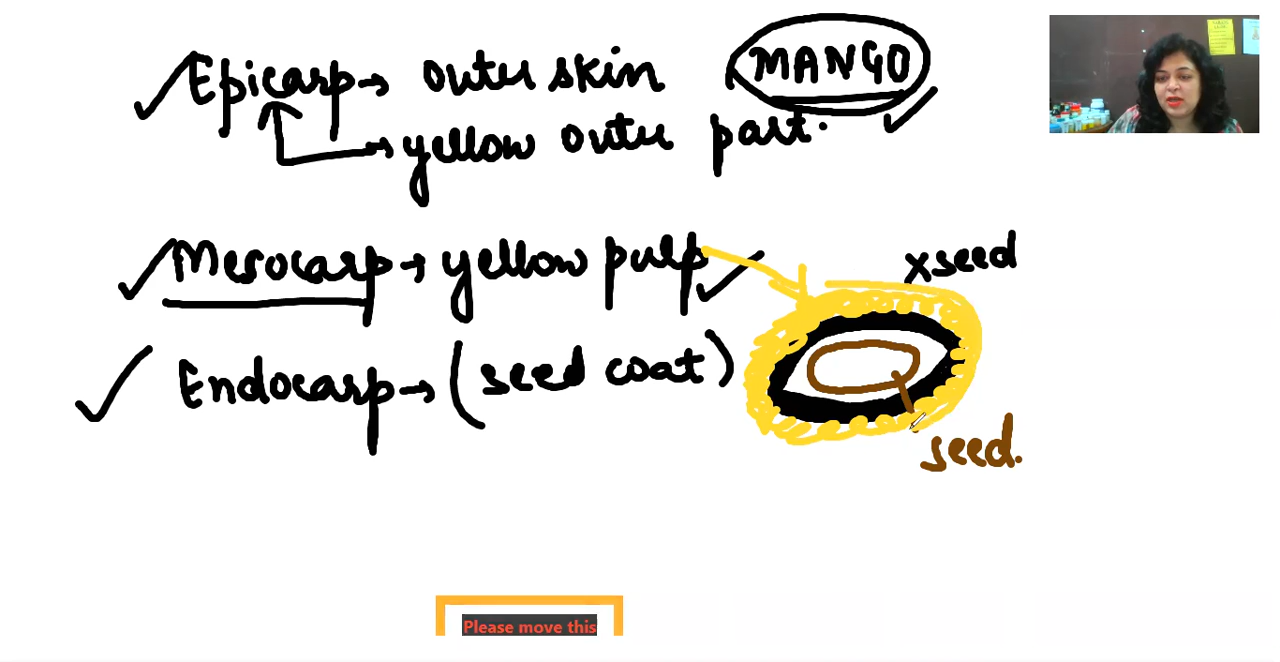 Epicarp → outer skin MANGO
→ yellow outer part.
Mesocarp → yellow pulp
x seed
Endocarp → (seed coat)
seed.
Please move this